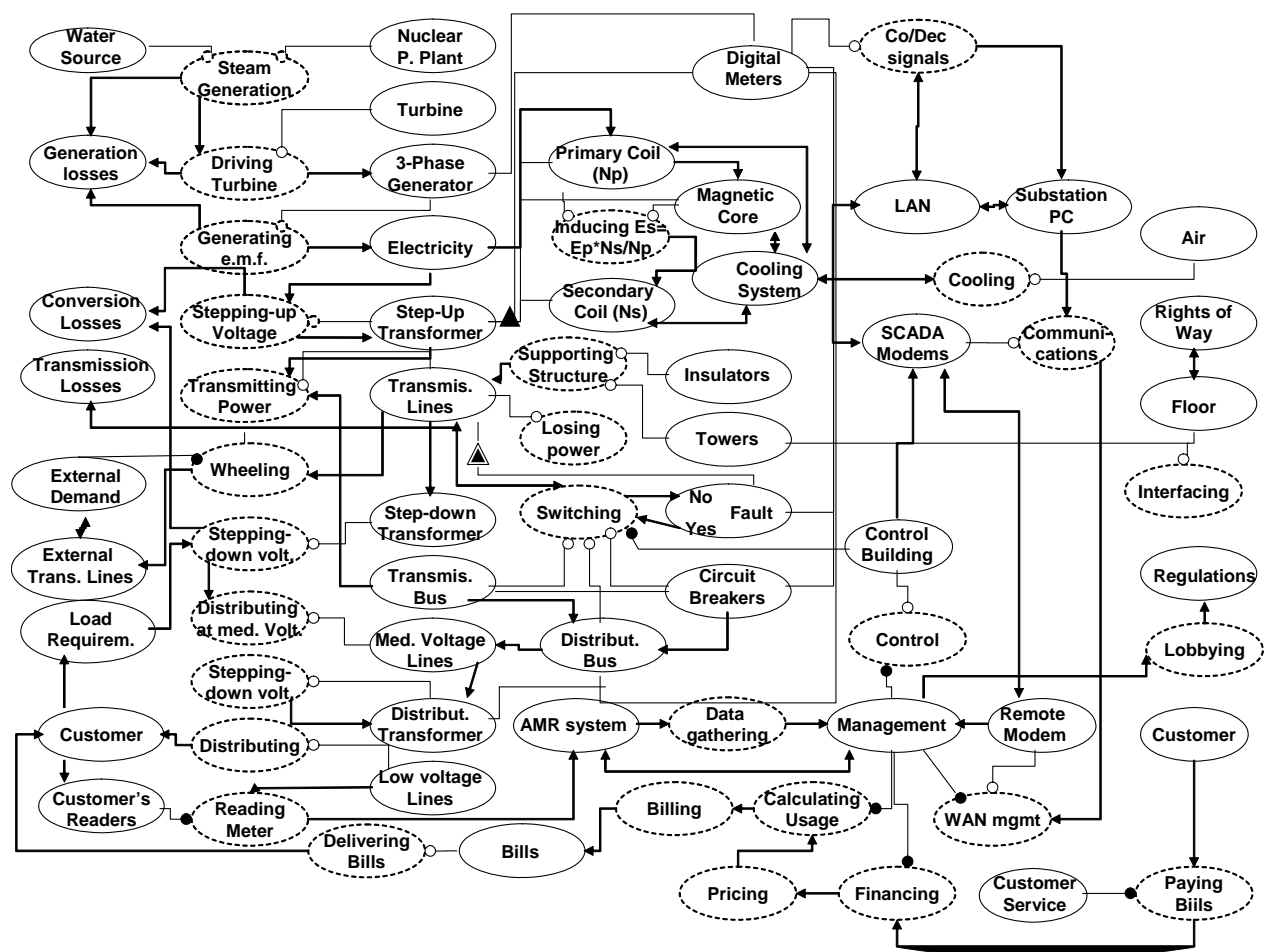 Water
Source
Nuclear
P. Plant
Steam
Generation
Digital
Meters
Co/Dec
signals
Turbine
Generation
losses
Driving
Turbine
3-Phase
Generator
Primary Coil
(Np)
Magnetic
Core
LAN
Substation
PC
Generating
e.m.f.
Electricity
Inducing Es=
Ep*Ns/Np
Air
Cooling
System
Cooling
Conversion
Losses
Stepping-up
Voltage
Step-Up
Transformer
Secondary
Coil (Ns)
SCADA
Modems
Communi-
cations
Rights of
Way
Transmission
Losses
Transmitting
Power
Transmis.
Lines
Supporting
Structure
Insulators
Floor
Losing
power
Towers
External
Demand
Wheeling
Interfacing
Step-down
Transformer
Switching
No
Fault
Yes
Stepping-
down volt.
Control
Building
External
Trans. Lines
Transmis.
Bus
Circuit
Breakers
Regulations
Load
Requirem.
Distributing
at med. Volt.
Med. Voltage
Lines
Distribut.
Bus
Control
Lobbying
Stepping-
down volt.
Customer
Distributing
Distribut.
Transformer
AMR system
Data
gathering
Management
Remote
Modem
Customer
Low voltage
Lines
Customer's
Readers
Reading
Meter
Billing
Calculating
Usage
WAN mgmt
Delivering
Bills
Bills
Pricing
Financing
Customer
Service
Paying
Biils